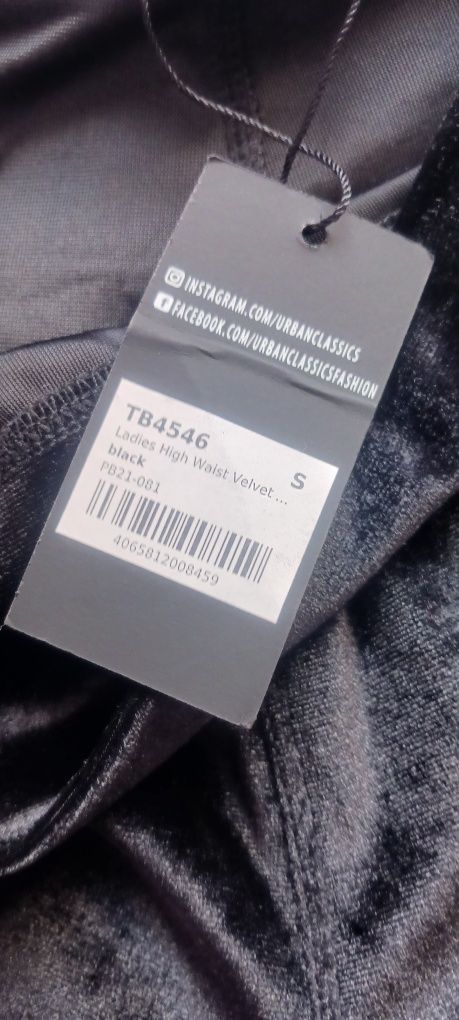 INSTAGRAM.COM/URBANCLASSICS
FACEBOOK.COM/URBANCLASSICSFASHION
TB4546
S
Ladies High Waist Velvet ...
black
PB21-081
4065812008459